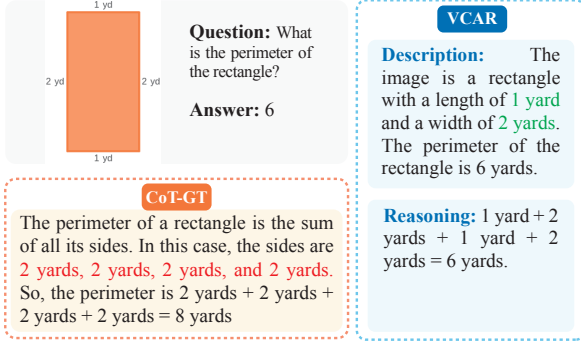 1 yd
2 yd
2 yd
1 yd
Question: What
is the perimeter of
the rectangle?
Answer: 6
CoT-GT
The perimeter of a rectangle is the sum
of all its sides. In this case, the sides are
2 yards, 2 yards, 2 yards, and 2 yards.
So, the perimeter is 2 yards + 2 yards +
2 yards + 2 yards = 8 yards
VCAR
Description: The
image is a rectangle
with a length of 1 yard
and a width of 2 yards.
The perimeter of the
rectangle is 6 yards.
Reasoning: 1 yard + 2
yards + 1 yard + 2
yards = 6 yards.